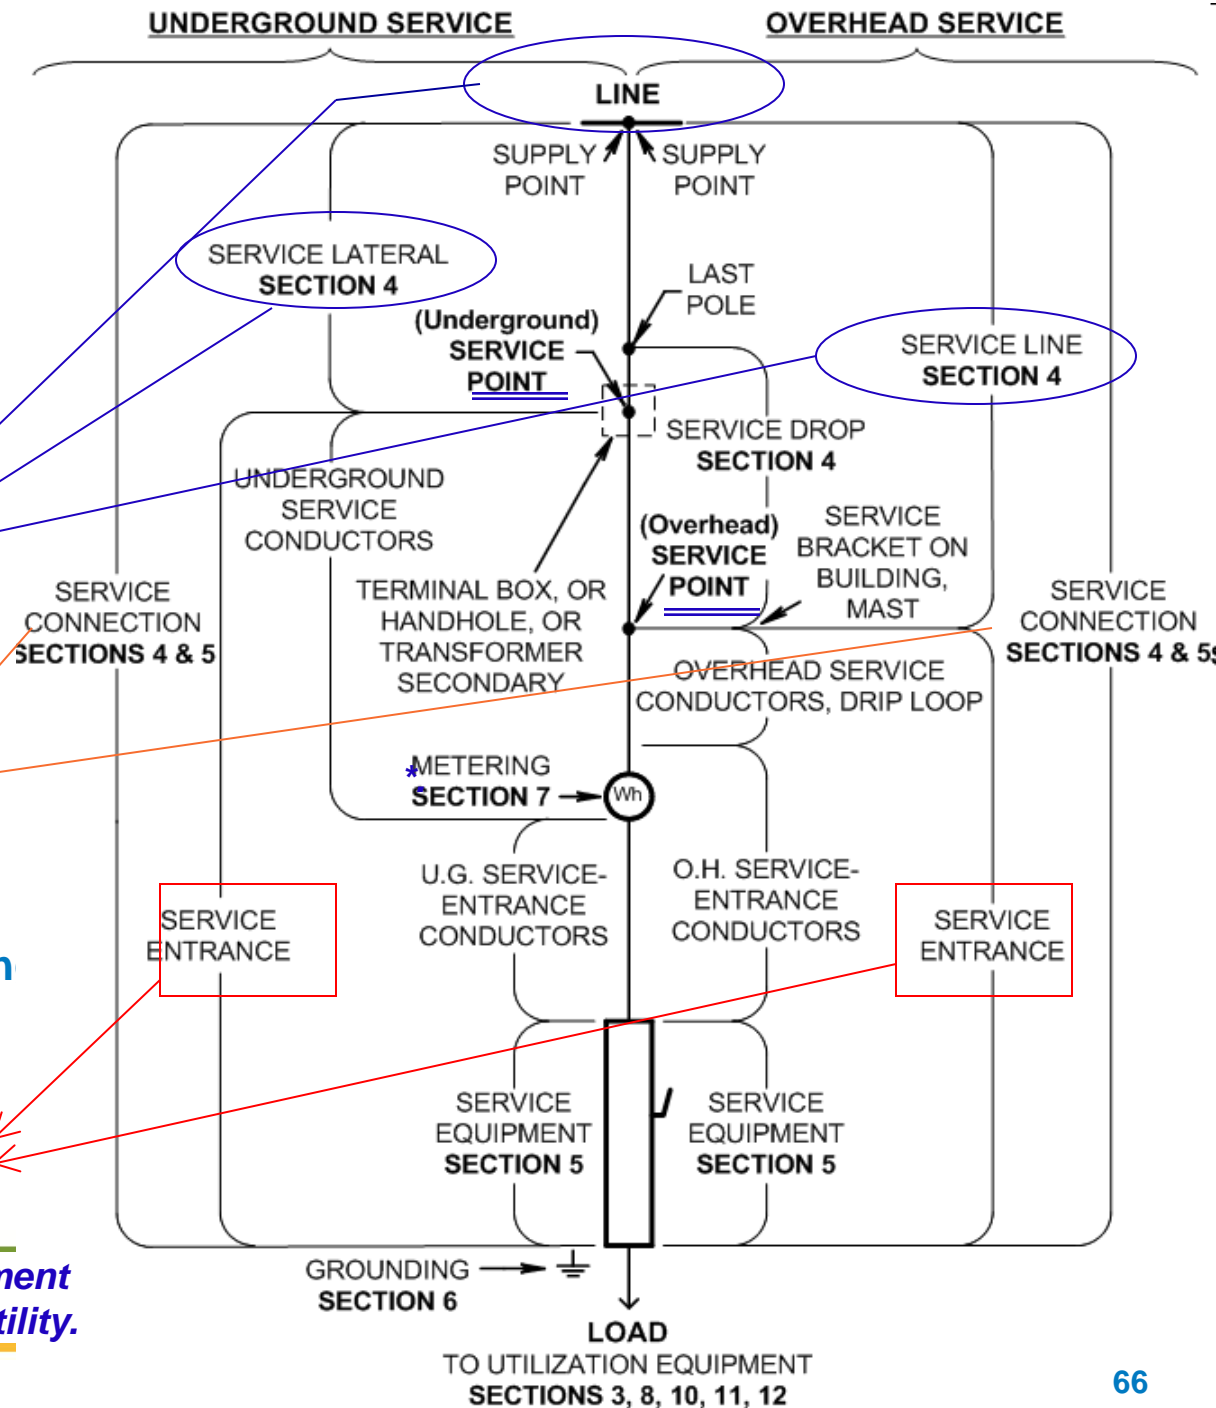 UNDERGROUND SERVICE
OVERHEAD SERVICE
LINE
SUPPLY
POINT
SUPPLY
POINT
SERVICE LATERAL
SECTION 4
LAST
POLE
(Underground)
SERVICE
POINT
SERVICE LINE
SECTION 4
SERVICE DROP
SECTION 4
UNDERGROUND
SERVICE
CONDUCTORS
(Overhead)
SERVICE
POINT
SERVICE
BRACKET ON
BUILDING,
MAST
SERVICE
CONNECTION
SECTIONS 4 & 5
TERMINAL BOX, OR
HANDHOLE, OR
TRANSFORMER
SECONDARY
SERVICE
CONNECTION
SECTIONS 4 & 5s
OVERHEAD SERVICE
CONDUCTORS, DRIP LOOP
*METERING
SECTION 7
Wh
U.G. SERVICE-
ENTRANCE
CONDUCTORS
O.H. SERVICE-
ENTRANCE
CONDUCTORS
SERVICE
ENTRANCE
SERVICE
ENTRANCE
SERVICE
EQUIPMENT
SECTION 5
SERVICE
EQUIPMENT
SECTION 5
GROUNDING
SECTION 6
ment
tility.
LOAD
TO UTILIZATION EQUIPMENT
SECTIONS 3, 8, 10, 11, 12
66